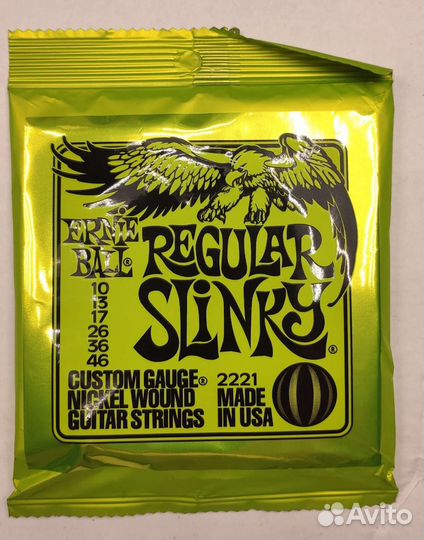 ERNIE
BALL®
REGULAR
SLINKY®
10
13
17
26
36
46
CUSTOM GAUGE®
NICKEL WOUND
GUITAR STRINGS
2221
MADE
IN USA
Avito